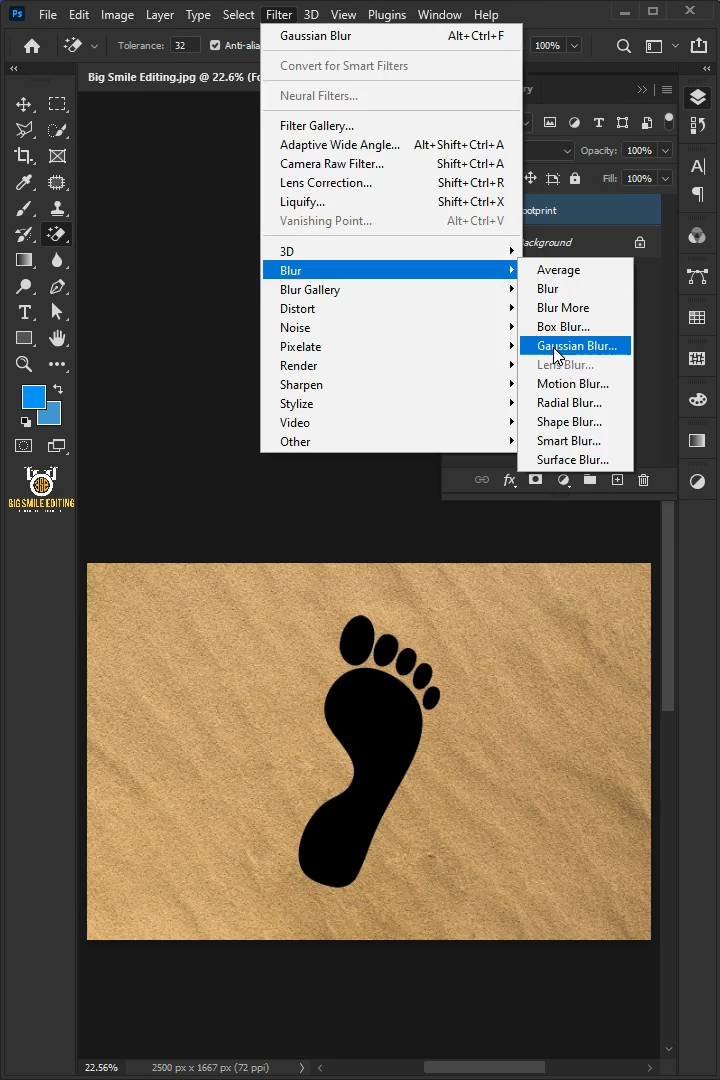 Ps File Edit Image Layer Type Select Filter 3D View Plugins Window Help
Tolerance: 32 Anti-alia 100%
Big Smile Editing.jpg @ 22.6% (Fo
Gaussian Blur Alt+Ctrl+F
Convert for Smart Filters
Neural Filters...
Filter Gallery...
Adaptive Wide Angle... Alt+Shift+Ctrl+A
Camera Raw Filter... Shift+Ctrl+A
Lens Correction... Shift+Ctrl+R
Liquify... Shift+Ctrl+X
Vanishing Point... Alt+Ctrl+V
3D
Blur
Blur Gallery
Distort
Noise
Pixelate
Render
Sharpen
Stylize
Video
Other
Average
Blur
Blur More
Box Blur...
Gaussian Blur...
Lens Blur...
Motion Blur...
Radial Blur...
Shape Blur...
Smart Blur...
Surface Blur...
ry
Opacity: 100%
Fill: 100%
ootprint
Background
fx
BIG SMILE EDITING
22.56% 2500 px x 1667 px (72 ppi)